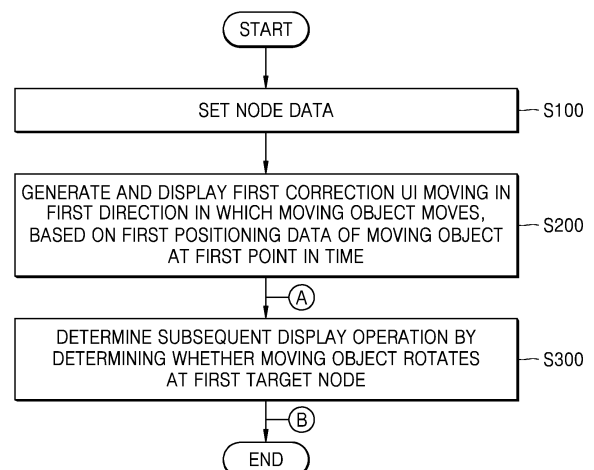 START
SET NODE DATA
S100
GENERATE AND DISPLAY FIRST CORRECTION UI MOVING IN
FIRST DIRECTION IN WHICH MOVING OBJECT MOVES,
BASED ON FIRST POSITIONING DATA OF MOVING OBJECT
AT FIRST POINT IN TIME
S200
A
DETERMINE SUBSEQUENT DISPLAY OPERATION BY
DETERMINING WHETHER MOVING OBJECT ROTATES
AT FIRST TARGET NODE
S300
B
END